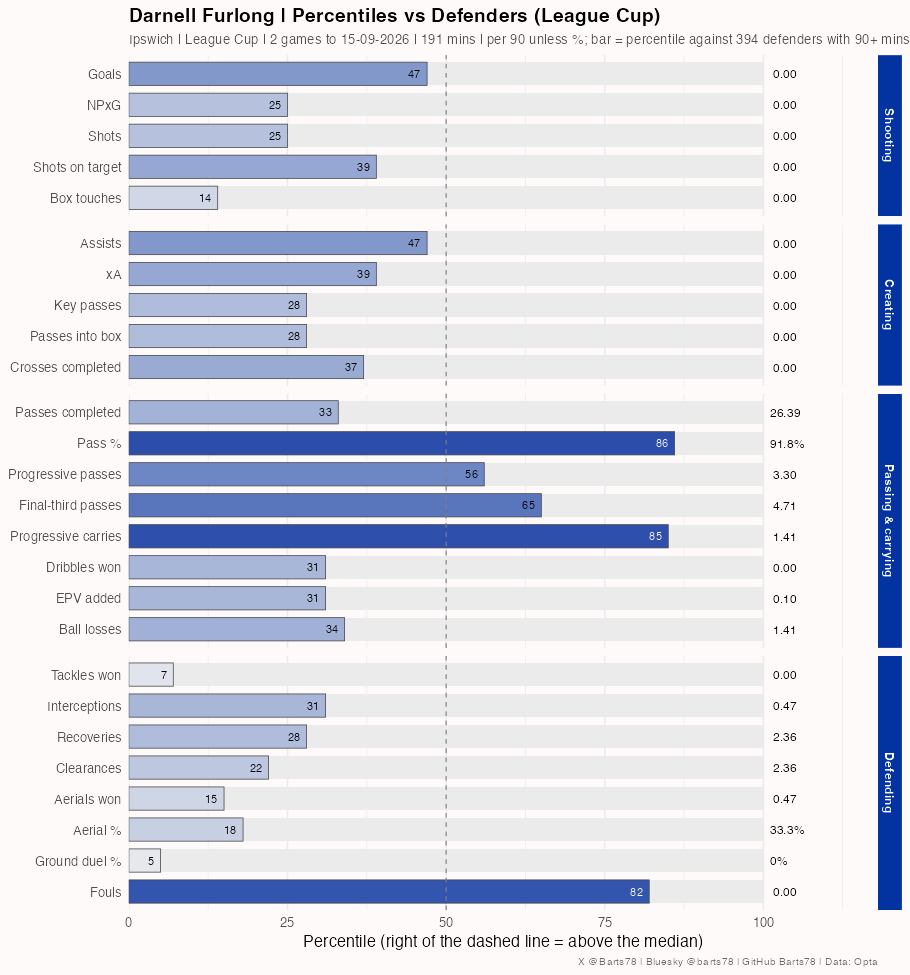 Darnell Furlong | Percentiles vs Defenders (League Cup)
Ipswich | League Cup | 2 games to 15-09-2026 | 191 mins | per 90 unless %; bar = percentile against 394 defenders with 90+ mins
Goals 47 0.00
NPxG 25 0.00
Shots 25 0.00
Shots on target 39 0.00
Box touches 14 0.00
Shooting
Assists 47 0.00
xA 39 0.00
Key passes 28 0.00
Passes into box 28 0.00
Crosses completed 37 0.00
Creating
Passes completed 33 26.39
Pass % 86 91.8%
Progressive passes 56 3.30
Final-third passes 65 4.71
Progressive carries 85 1.41
Dribbles won 31 0.00
EPV added 31 0.10
Ball losses 34 1.41
Passing & carrying
Tackles won 7 0.00
Interceptions 31 0.47
Recoveries 28 2.36
Clearances 22 2.36
Aerials won 15 0.47
Aerial % 18 33.3%
Ground duel % 5 0%
Fouls 82 0.00
Defending
0 25 50 75 100
Percentile (right of the dashed line = above the median)
X @Barts78 | Bluesky @barts78 | GitHub Barts78 | Data: Opta